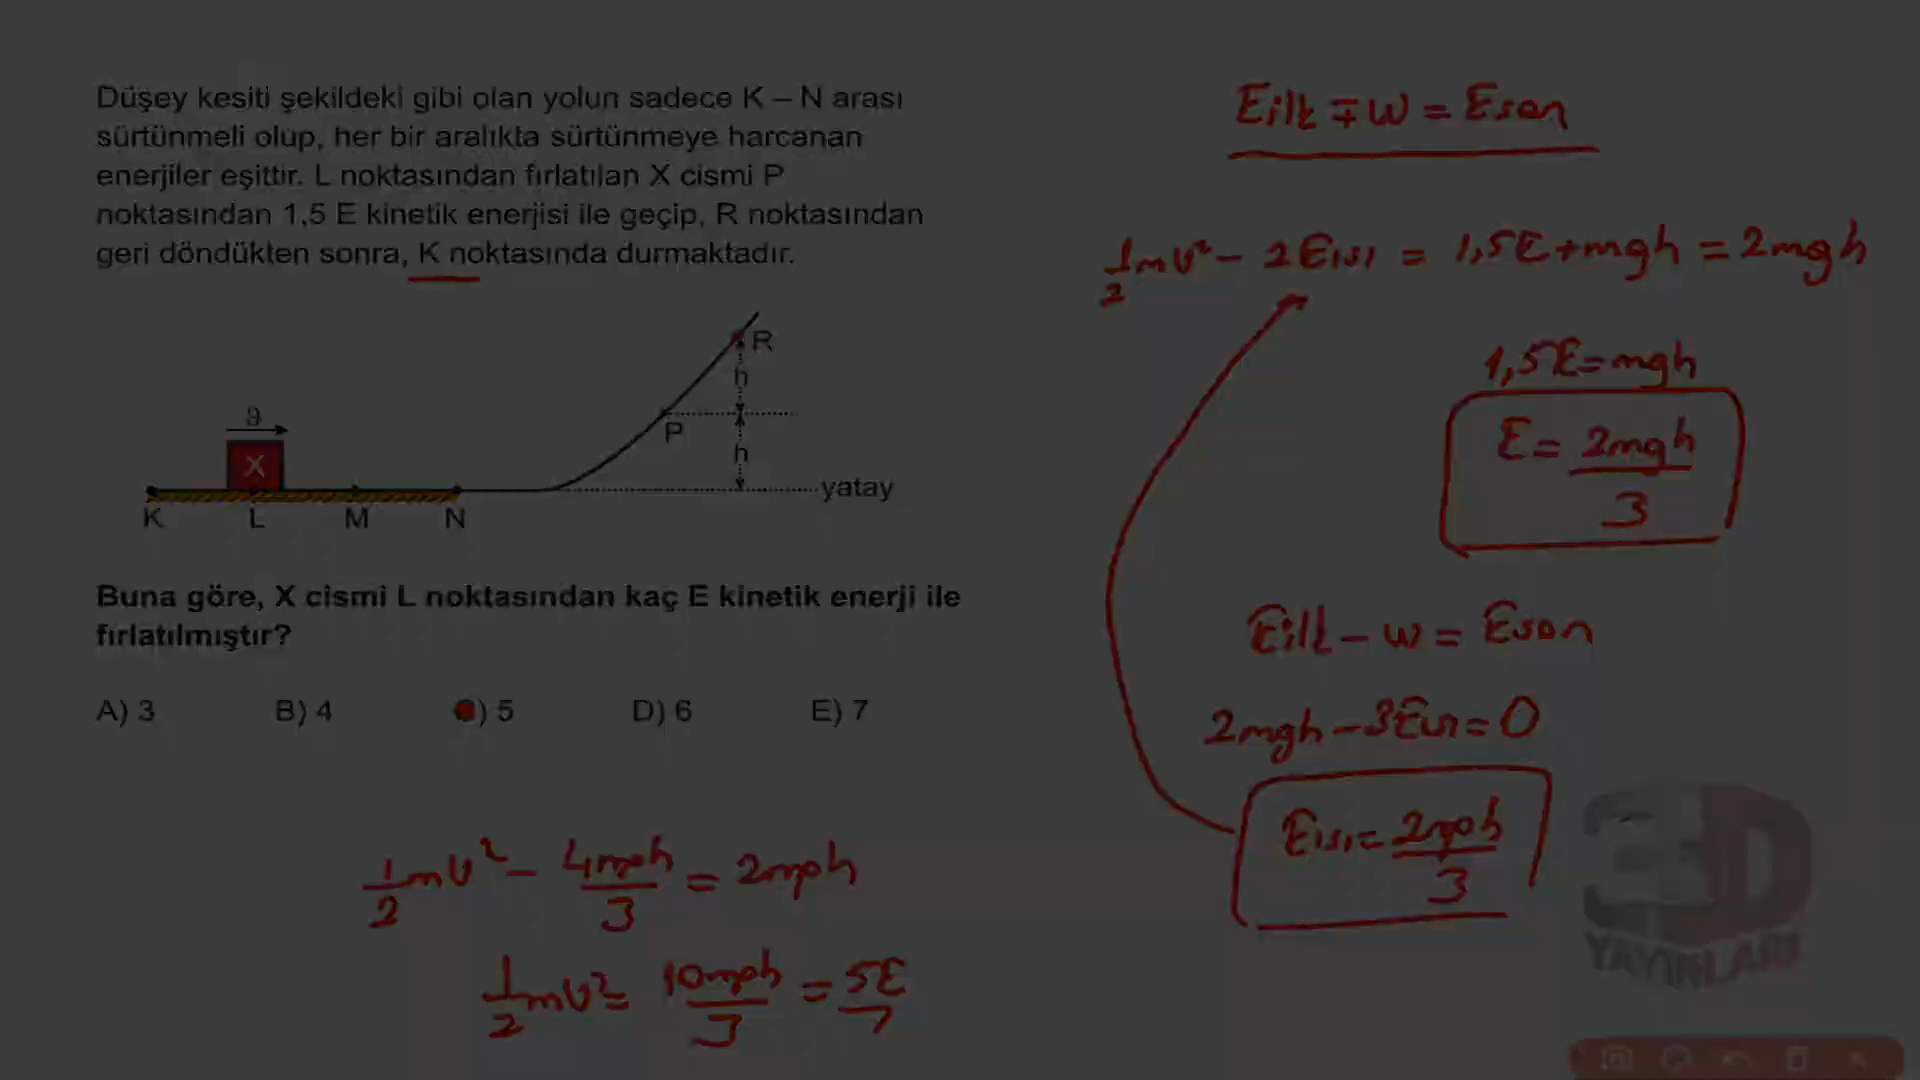 Düşey kesiti şekildeki gibi olan yolun sadece K – N arası
sürtünmeli olup, her bir aralıkta sürtünmeye harcanan
enerjiler eşittir. L noktasından fırlatılan X cismi P
noktasından 1,5 E kinetik enerjisi ile geçip, R noktasından
geri döndükten sonra, K noktasında durmaktadır.
R
h
P
h
yatay
ϑ
X
K L M N
Buna göre, X cismi L noktasından kaç E kinetik enerji ile
fırlatılmıştır?
A) 3 B) 4 ) 5 D) 6 E) 7
1/2 mv² - 4mgh/3 = 2mgh
1/2 mv² = 10mgh/3 = 5E
Eilk ∓ W = Eson
1/2 mv² - 2Eısı = 1,5E + mgh = 2mgh
1,5E = mgh
E = 2mgh/3
Eilk - W = Eson
2mgh - 3Eısı = 0
Eısı = 2mgh/3
3D
YAYINLARI